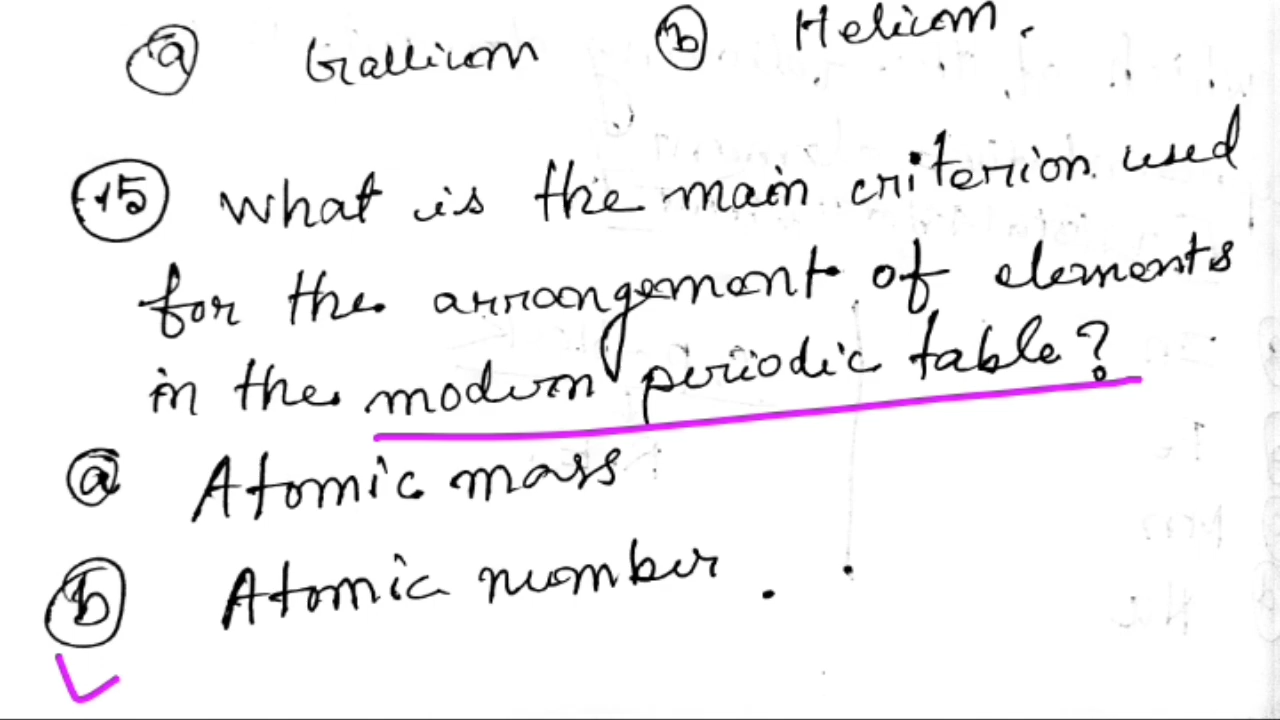 a Gallium b Helium.
15 What is the main criterion used
for the arrangement of elements
in the modern periodic table?
a Atomic mass
b Atomic number.